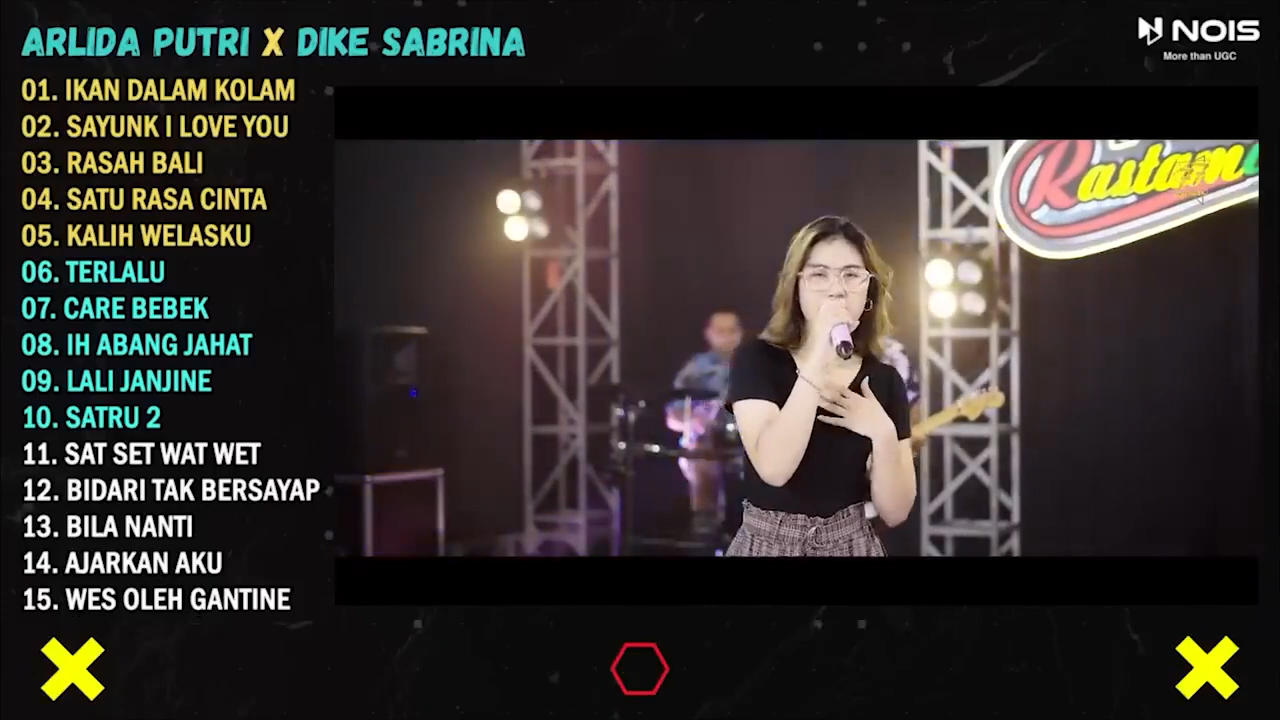 ARLIDA PUTRI X DIKE SABRINA
NOIS
More than UGC
01. IKAN DALAM KOLAM
02. SAYUNK I LOVE YOU
03. RASAH BALI
04. SATU RASA CINTA
05. KALIH WELASKU
06. TERLALU
07. CARE BEBEK
08. IH ABANG JAHAT
09. LALI JANJINE
10. SATRU 2
11. SAT SET WAT WET
12. BIDARI TAK BERSAYAP
13. BILA NANTI
14. AJARKAN AKU
15. WES OLEH GANTINE